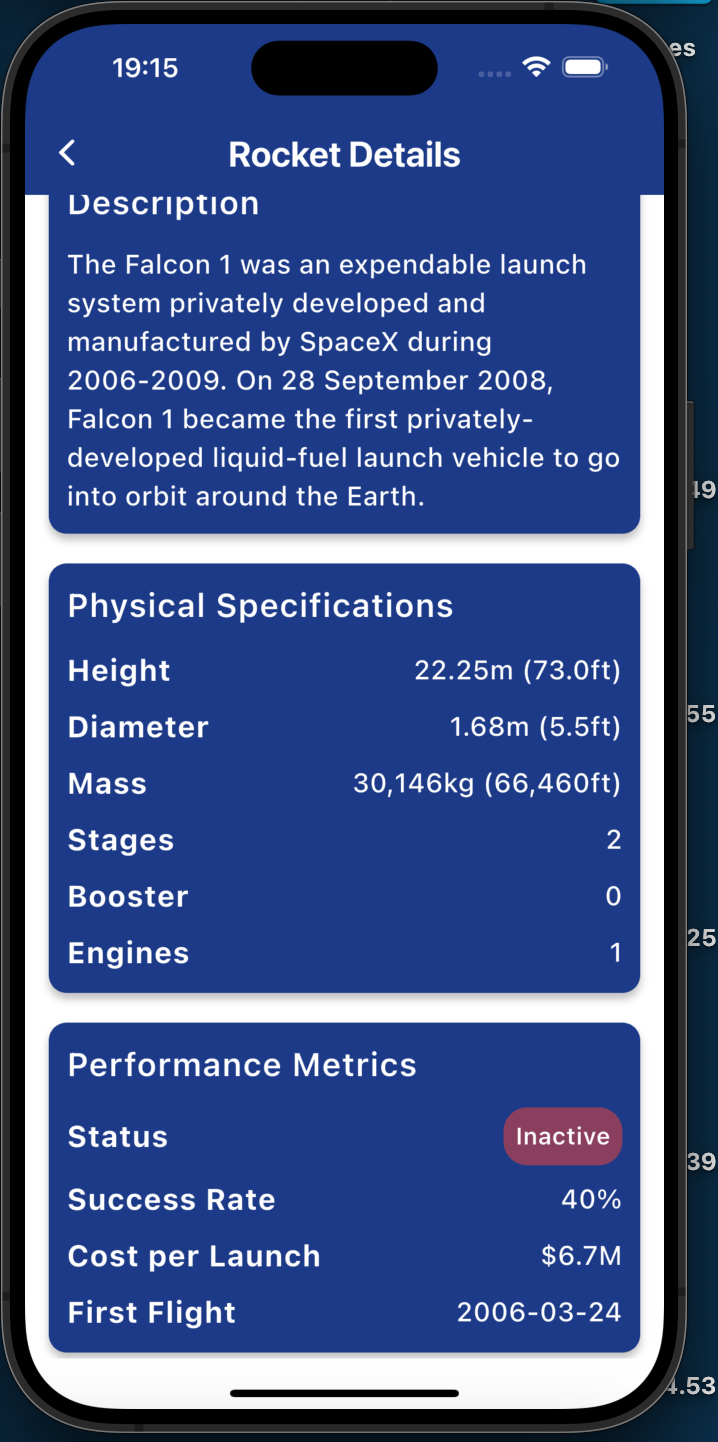 19:15
es
Rocket Details
Description
The Falcon 1 was an expendable launch
system privately developed and
manufactured by SpaceX during
2006-2009. On 28 September 2008,
Falcon 1 became the first privately-
developed liquid-fuel launch vehicle to go
into orbit around the Earth.
49
Physical Specifications
Height 22.25m (73.0ft)
Diameter 1.68m (5.5ft)
55
Mass 30,146kg (66,460ft)
Stages 2
Booster 0
Engines 1
25
Performance Metrics
Status Inactive
39
Success Rate 40%
Cost per Launch $6.7M
First Flight 2006-03-24
4.53